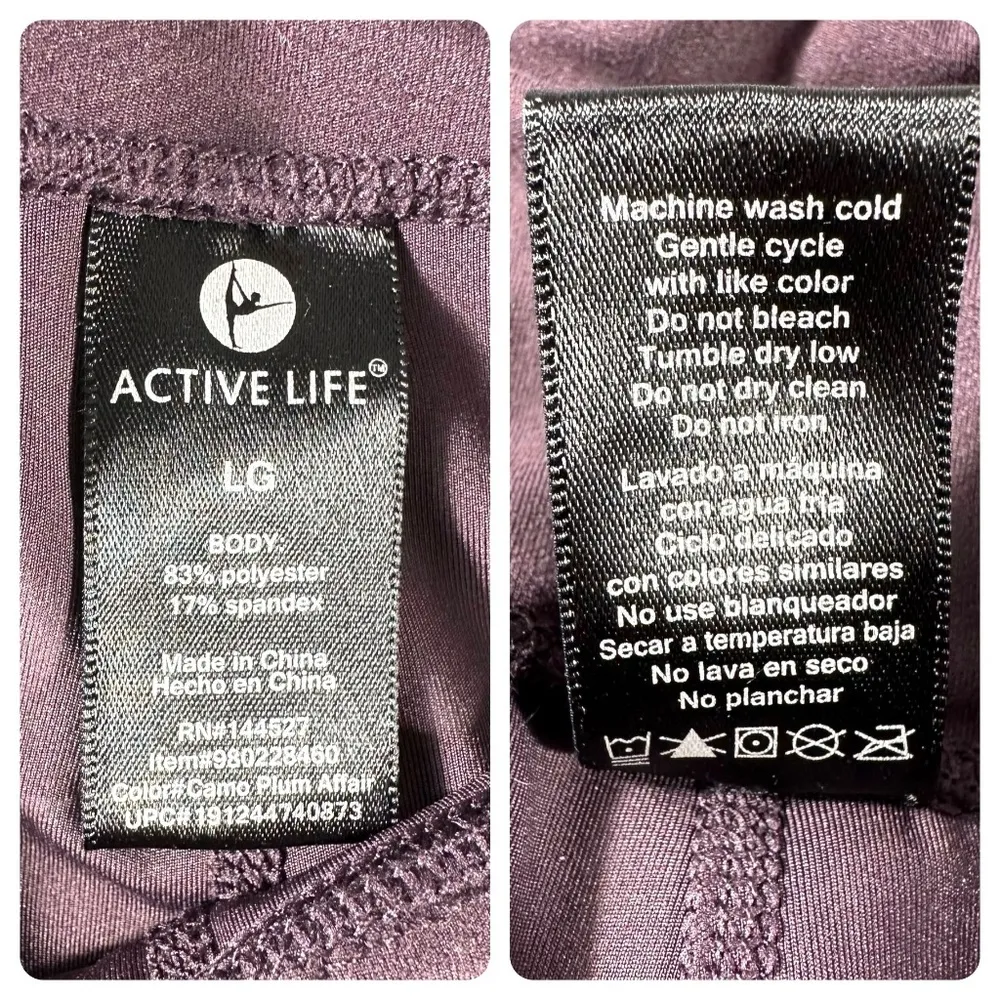 ACTIVE LIFE™
LG
BODY:
83% polyester
17% spandex
Made in China
Hecho en China
RN#144527
Item#980228460
Color#Camo Plum Affair
UPC#191244740873
Machine wash cold
Gentle cycle
with like color
Do not bleach
Tumble dry low
Do not dry clean
Do not iron
Lavado a máquina
con agua fria
Ciclo delicado
con colores similares
No use blanqueador
Secar a temperatura baja
No lava en seco
No planchar